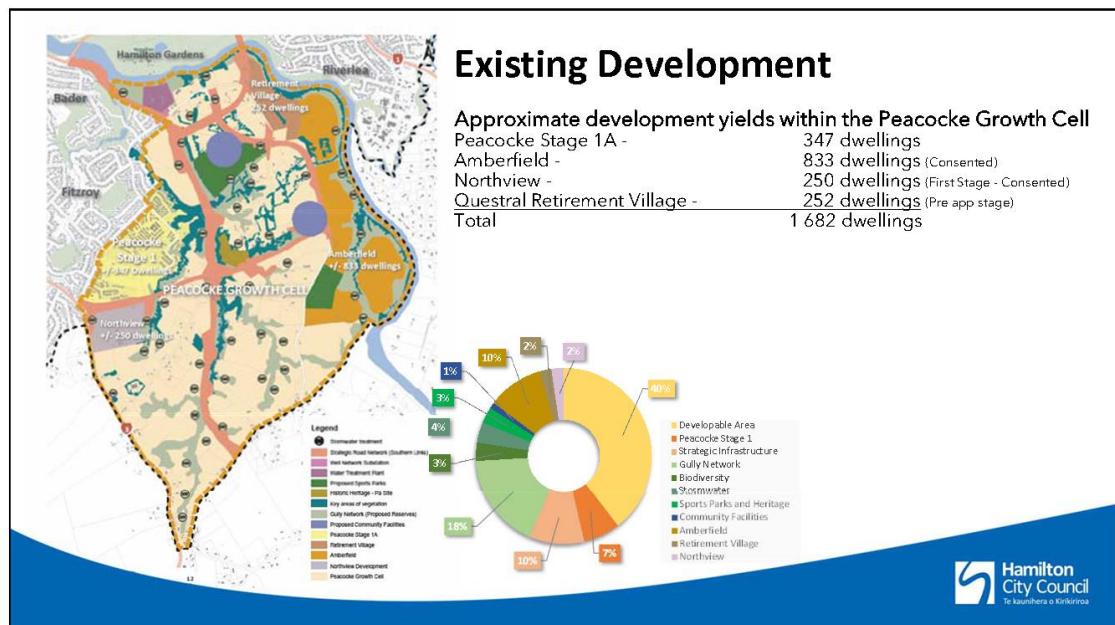 Existing Development
Approximate development yields within the Peacocke Growth Cell
Peacocke Stage 1A - 347 dwellings
Amberfield - 833 dwellings (Consented)
Northview - 250 dwellings (First Stage - Consented)
Questral Retirement Village - 252 dwellings (Pre app stage)
Total 1 682 dwellings
Hamilton Gardens
Riverlea
Bader
Retirement
Village
252 dwellings
Fitzroy
Peacocke
Stage 1
+/- 347 Dwellings
Amberfield
+/- 833 dwellings
PEACOCKE GROWTH CELL
Northview
+/- 250 dwellings
Legend
Stormwater treatment
Strategic Road Network (Southern Links)
Wel Network Substation
Water Treatment Plant
Proposed Sports Parks
Historic Heritage - Pa Site
Key areas of vegetation
Gully Network (Proposed Reserves)
Proposed Community Facilities
Peacocke Stage 1A
Retirement Village
Amberfield
Northview Development
Peacocke Growth Cell
2%
2%
10%
1%
40%
3%
4%
3%
18%
10%
7%
Developable Area
Peacocke Stage 1
Strategic Infrastructure
Gully Network
Biodiversity
Stormwater
Sports Parks and Heritage
Community Facilities
Amberfield
Retirement Village
Northview
Hamilton
City Council
Te kaunihera o Kirikiriroa